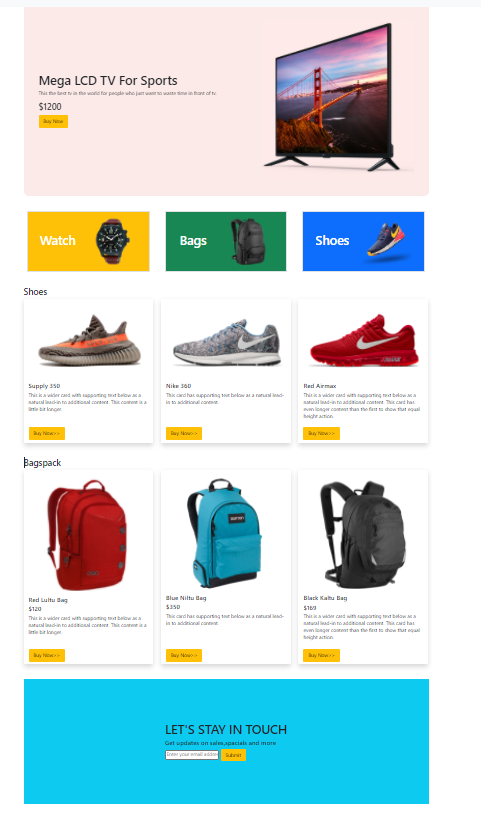 Mega LCD TV For Sports
This the best tv in the world for people who just want to waste time in front of tv.
$1200
Buy Now
Watch
Bags
Shoes
Shoes
Supply 350
This is a wider card with supporting text below as a
natural lead-in to additional content. This content is a
little bit longer.
Buy Now>>
Nike 360
This card has supporting text below as a natural lead-
in to additional content.
Buy Now>>
Red Airmax
This is a wider card with supporting text below as a
natural lead-in to additional content. This card has
even longer content than the first to show that equal
height action.
Buy Now>>
Bagspack
Red Lultu Bag
$120
This is a wider card with supporting text below as a
natural lead-in to additional content. This content is a
little bit longer.
Buy Now>>
Blue Niltu Bag
$350
This card has supporting text below as a natural lead-
in to additional content.
Buy Now>>
Black Kaltu Bag
$169
This is a wider card with supporting text below as a
natural lead-in to additional content. This card has
even longer content than the first to show that equal
height action.
Buy Now>>
LET'S STAY IN TOUCH
Get updates on sales,spacials and more
Enter your email addre
Submit